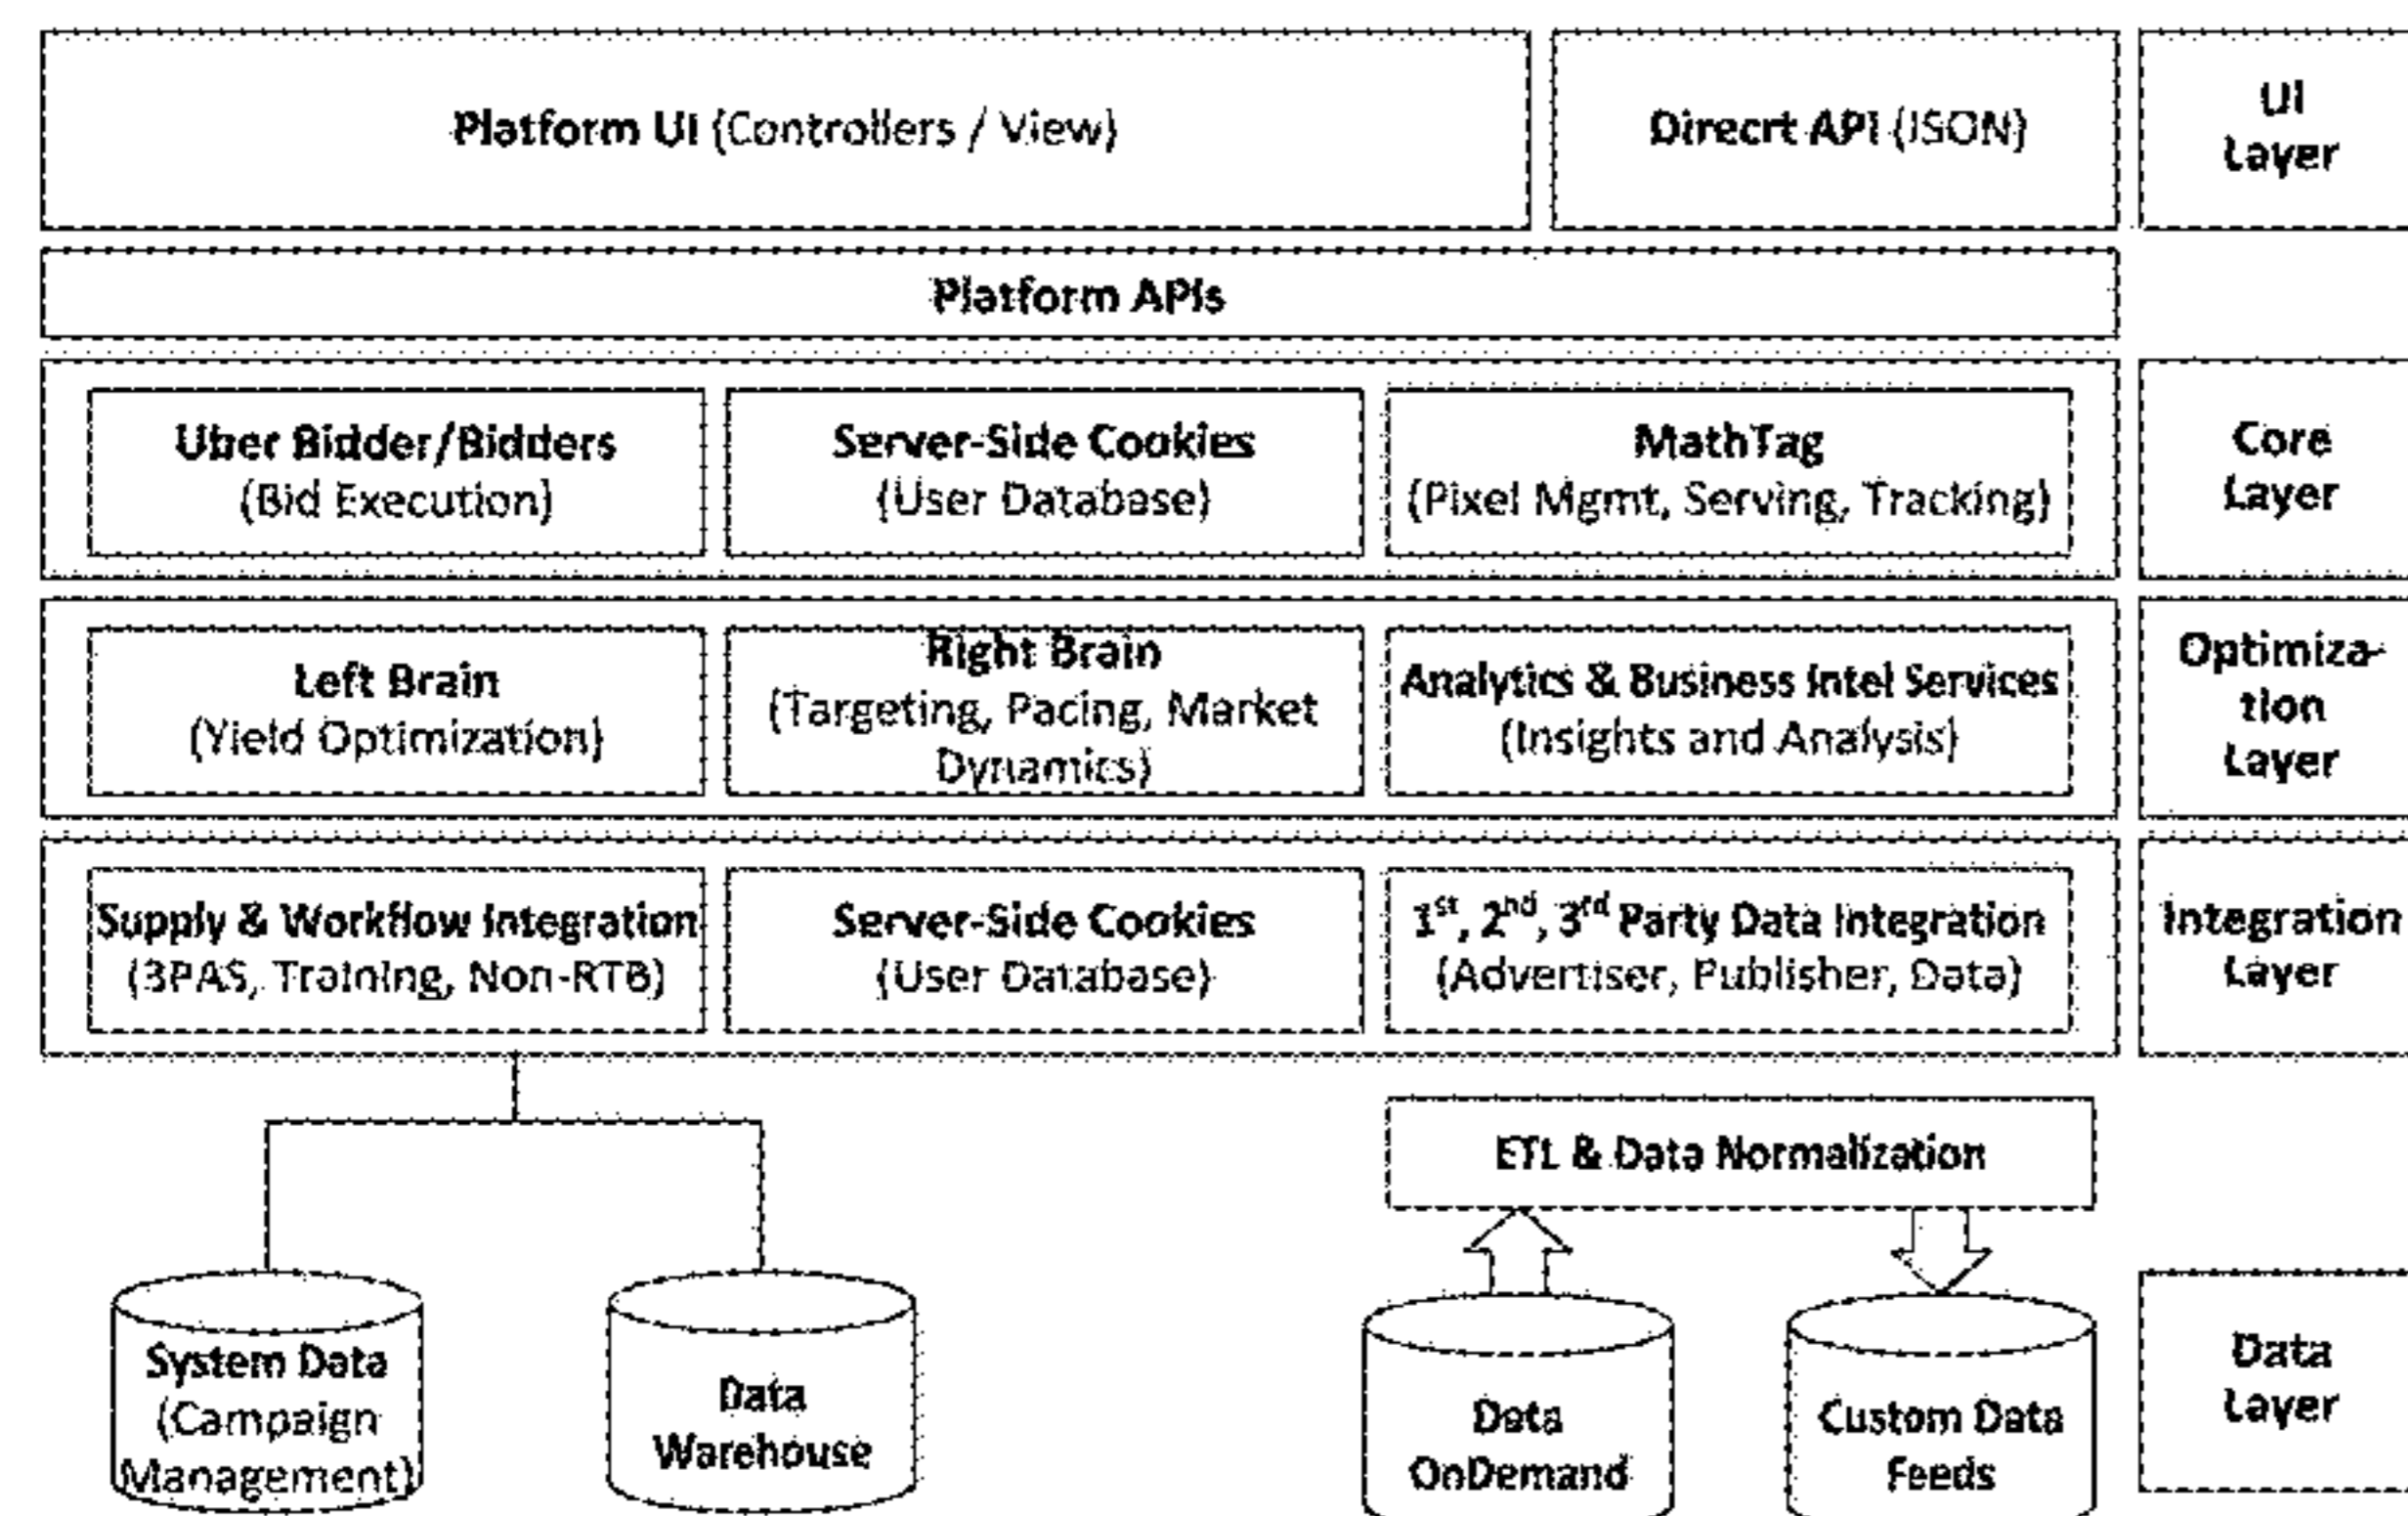 Platform UI (Controllers / View)
Direcrt API (JSON)
UI
Layer
Platform APIs
Uber Bidder/Bidders
(Bid Execution)
Server-Side Cookies
(User Database)
MathTag
(Pixel Mgmt, Serving, Tracking)
Core
Layer
Left Brain
(Yield Optimization)
Right Brain
(Targeting, Pacing, Market
Dynamics)
Analytics & Business Intel Services
(Insights and Analysis)
Optimiza-
tion
Layer
Supply & Workflow Integration
(3PAS, Training, Non-RTB)
Server-Side Cookies
(User Database)
1st, 2nd, 3rd Party Data Integration
(Advertiser, Publisher, Data)
Integration
Layer
ETL & Data Normalization
System Data
(Campaign
Management)
Data
Warehouse
Data
OnDemand
Custom Data
Feeds
Data
Layer